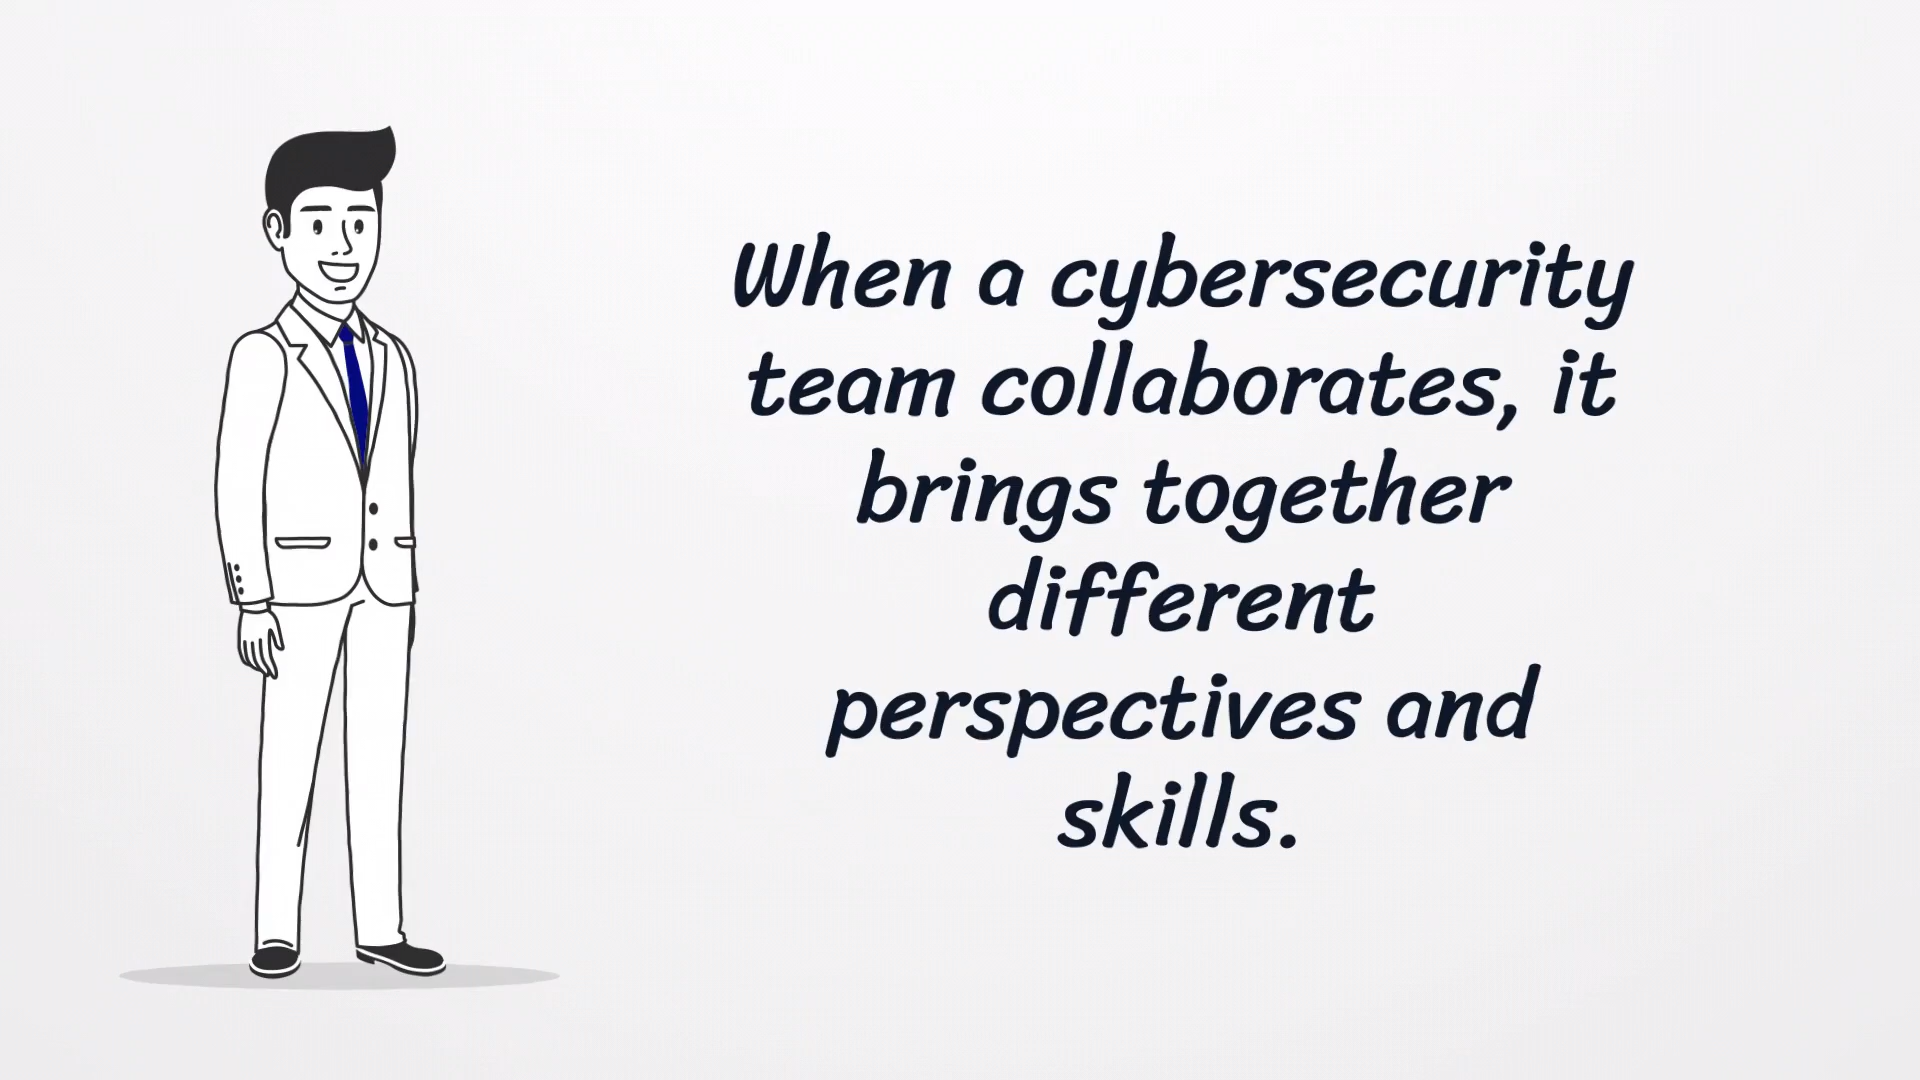 When a cybersecurity
team collaborates, it
brings together
different
perspectives and
skills.